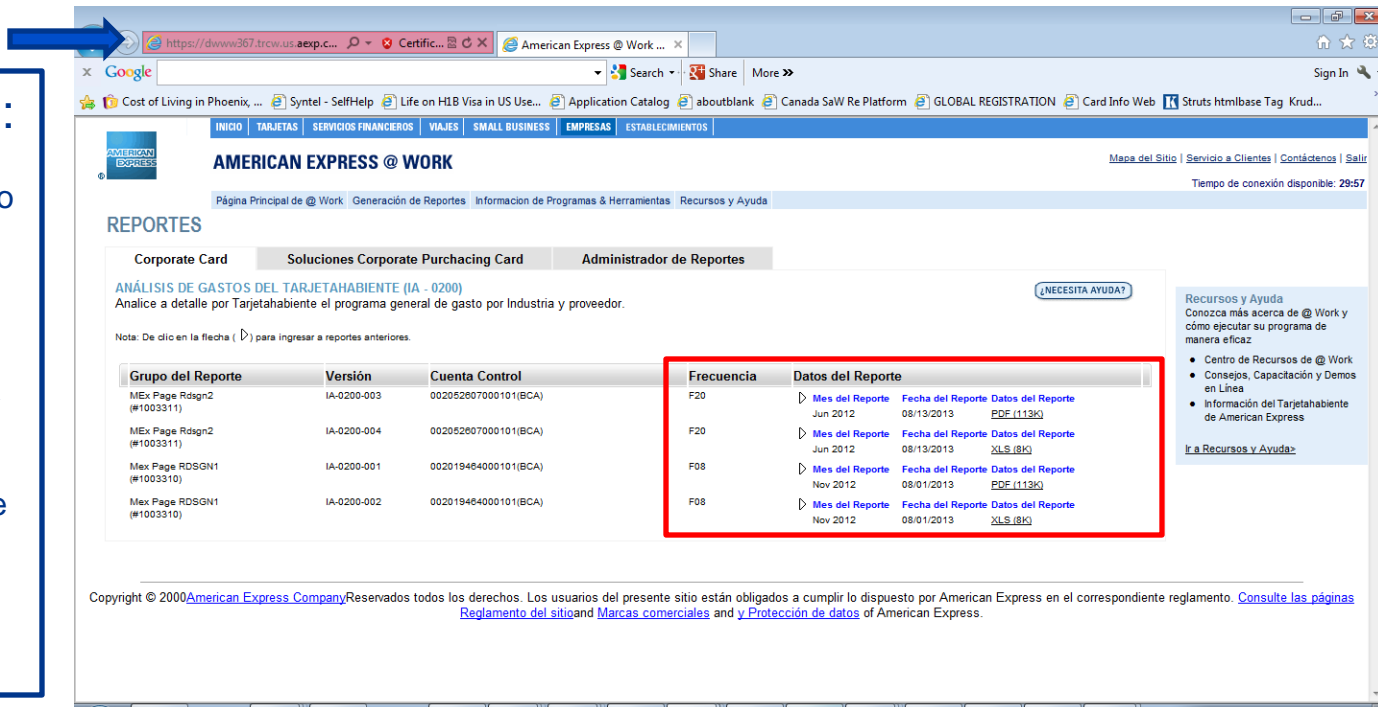 https://dwww367.trcw.us.aexp.c... Certific... American Express @ Work ...
Google Search Share More » Sign In
Cost of Living in Phoenix, ... Syntel - SelfHelp Life on H1B Visa in US Use... Application Catalog aboutblank Canada SaW Re Platform GLOBAL REGISTRATION Card Info Web Struts htmlbase Tag Krud...
:
o
e
INICIO TARJETAS SERVICIOS FINANCIEROS VIAJES SMALL BUSINESS EMPRESAS ESTABLECIMIENTOS
AMERICAN EXPRESS
AMERICAN EXPRESS @ WORK
Mapa del Sitio | Servicio a Clientes | Contáctenos | Salir
Tiempo de conexión disponible: 29:57
Página Principal de @ Work Generación de Reportes Informacion de Programas & Herramientas Recursos y Ayuda
REPORTES
Corporate Card Soluciones Corporate Purchacing Card Administrador de Reportes
ANÁLISIS DE GASTOS DEL TARJETAHABIENTE (IA - 0200)
¿NECESITA AYUDA?
Analice a detalle por Tarjetahabiente el programa general de gasto por Industria y proveedor.
Nota: De clic en la flecha ( ▷ ) para ingresar a reportes anteriores.
Grupo del Reporte Versión Cuenta Control Frecuencia Datos del Reporte
MEx Page Rdsgn2 IA-0200-003 002052607000101(BCA) F20 Mes del Reporte Fecha del Reporte Datos del Reporte
(#1003311) Jun 2012 08/13/2013 PDF (113K)
MEx Page Rdsgn2 IA-0200-004 002052607000101(BCA) F20 Mes del Reporte Fecha del Reporte Datos del Reporte
(#1003311) Jun 2012 08/13/2013 XLS (8K)
Mex Page RDSGN1 IA-0200-001 002019464000101(BCA) F08 Mes del Reporte Fecha del Reporte Datos del Reporte
(#1003310) Nov 2012 08/01/2013 PDF (113K)
Mex Page RDSGN1 IA-0200-002 002019464000101(BCA) F08 Mes del Reporte Fecha del Reporte Datos del Reporte
(#1003310) Nov 2012 08/01/2013 XLS (8K)
Recursos y Ayuda
Conozca más acerca de @ Work y
cómo ejecutar su programa de
manera eficaz
Centro de Recursos de @ Work
Consejos, Capacitación y Demos
en Línea
Información del Tarjetahabiente
de American Express
Ir a Recursos y Ayuda>
Copyright © 2000American Express CompanyReservados todos los derechos. Los usuarios del presente sitio están obligados a cumplir lo dispuesto por American Express en el correspondiente reglamento. Consulte las páginas
Reglamento del sitioand Marcas comerciales and y Protección de datos of American Express.